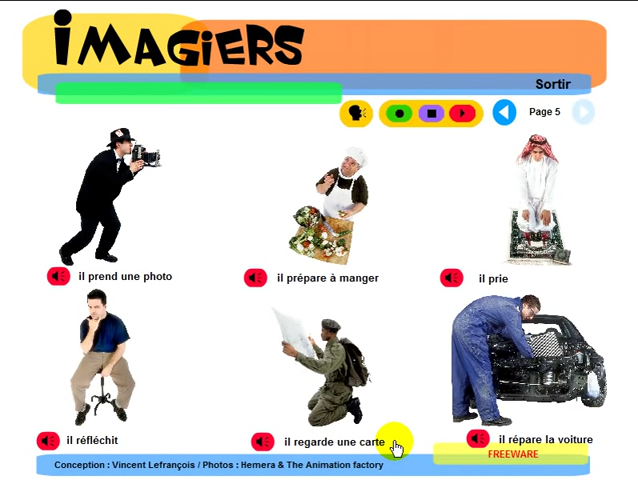 iMAGiERS
Sortir
Page 5
il prend une photo
il prépare à manger
il prie
il réfléchit
il regarde une carte
il répare la voiture
FREEWARE
Conception : Vincent Lefrançois / Photos : Hemera & The Animation factory